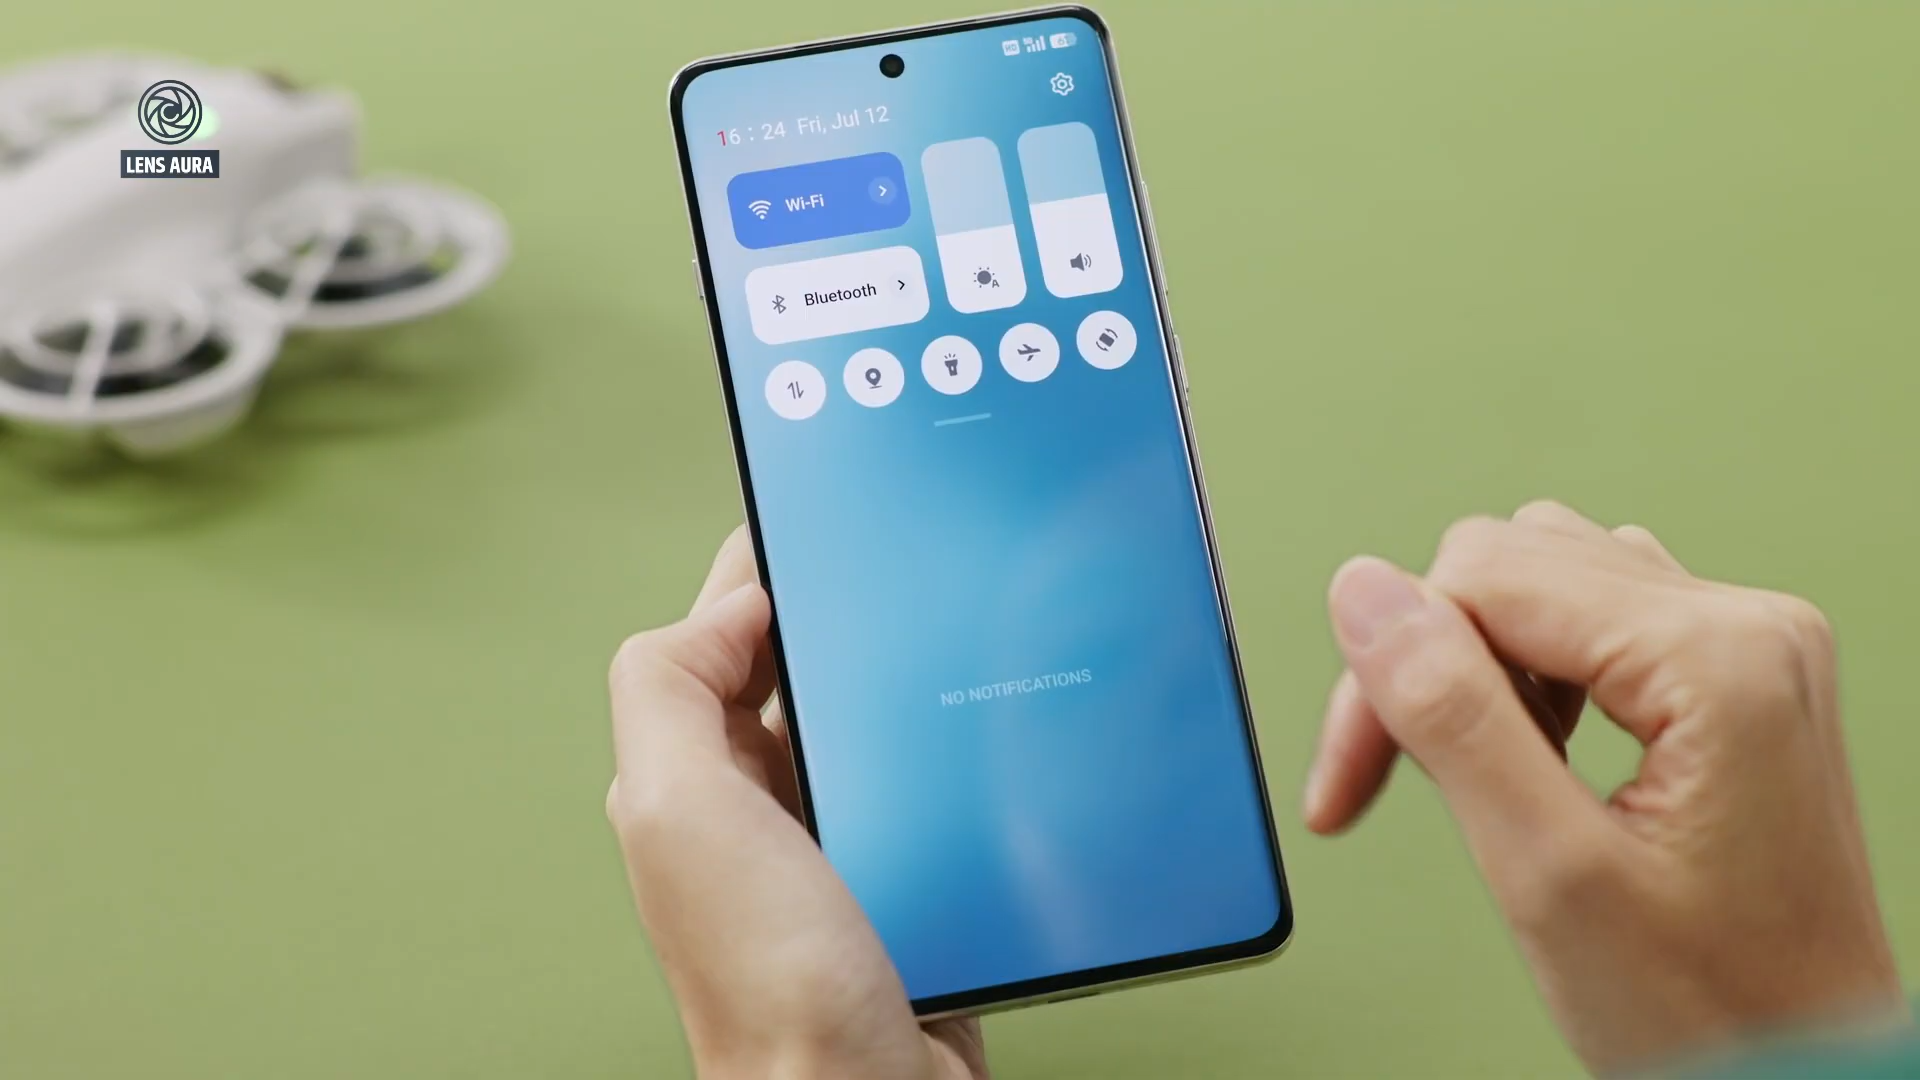 LENS AURA
16 : 24 Fri, Jul 12
Wi-Fi
Bluetooth
NO NOTIFICATIONS